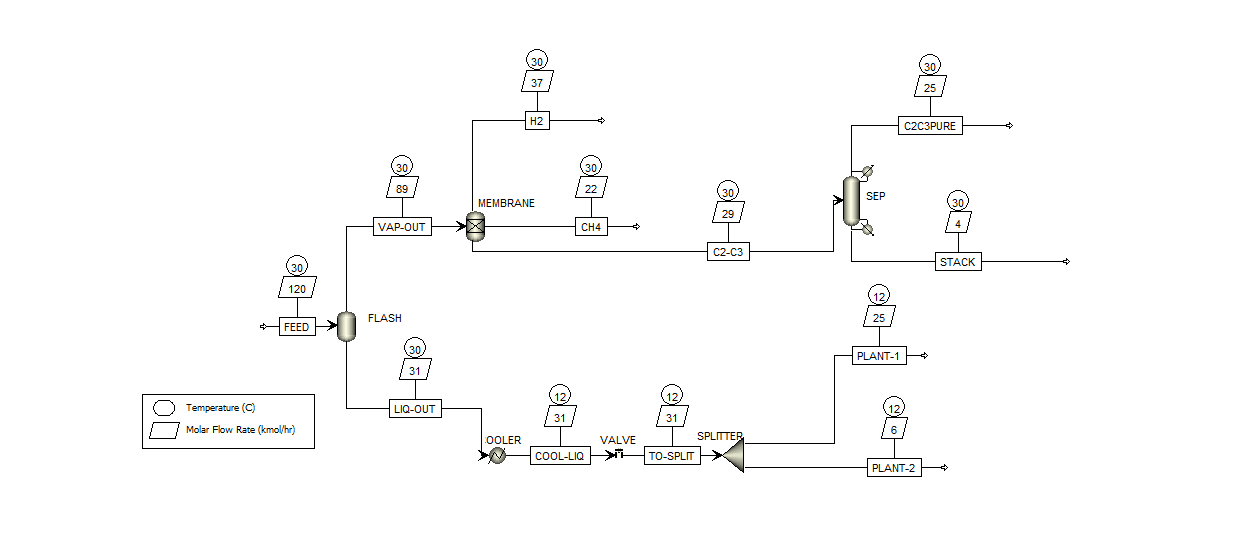 30
37
H2
30
25
C2C3PURE
30
89
VAP-OUT
MEMBRANE
30
22
CH4
30
29
C2-C3
SEP
30
4
STACK
30
120
FEED
FLASH
12
25
PLANT-1
30
31
LIQ-OUT
Temperature (C)
Molar Flow Rate (kmol/hr)
OOLER
12
31
COOL-LIQ
VALVE
12
31
TO-SPLIT
SPLITTER
12
6
PLANT-2